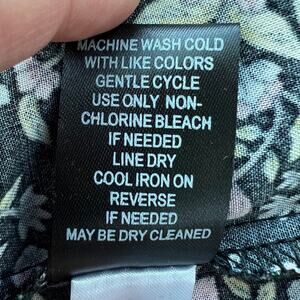 MACHINE WASH COLD
WITH LIKE COLORS
GENTLE CYCLE
USE ONLY NON-
CHLORINE BLEACH
IF NEEDED
LINE DRY
COOL IRON ON
REVERSE
IF NEEDED
MAY BE DRY CLEANED